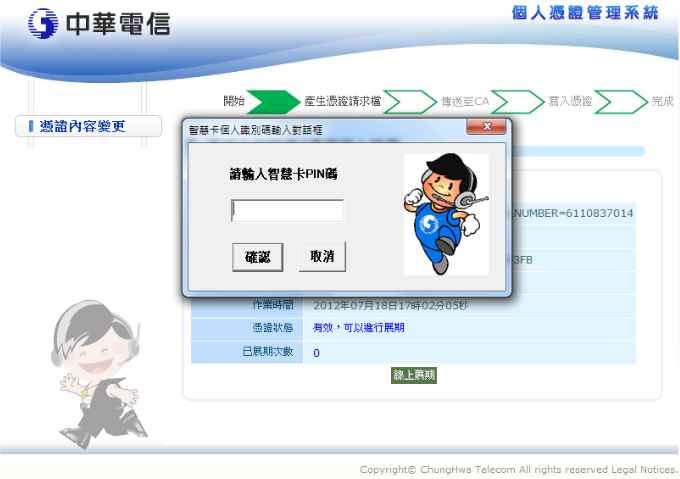 中華電信
個人憑證管理系統
開始
產生憑證請求檔
傳送至CA
寫入憑證
完成
憑證內容變更
智慧卡個人識別碼輸入對話框
請輸入智慧卡PIN碼
確認
取消
NUMBER=6110837014
3FB
作業時間
2012年07月18日17時02分05秒
憑證狀態
有效，可以進行展期
已展期次數
0
線上展期
Copyright© ChungHwa Telecom All rights reserved Legal Notices.